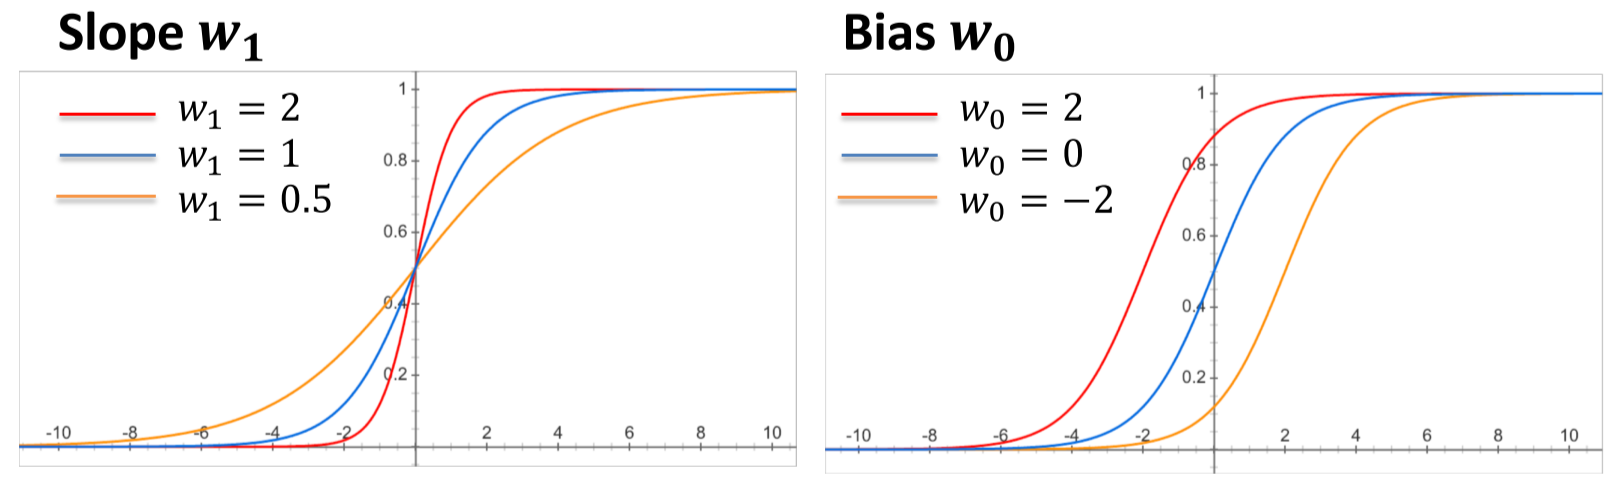 Slope w₁
w₁ = 2
w₁ = 1
w₁ = 0.5
1
0.8
0.6
0.4
0.2
-10 -8 -6 -4 -2 2 4 6 8 10
Bias w₀
w₀ = 2
w₀ = 0
w₀ = −2
1
0.8
0.6
0.4
0.2
-10 -8 -6 -4 -2 2 4 6 8 10